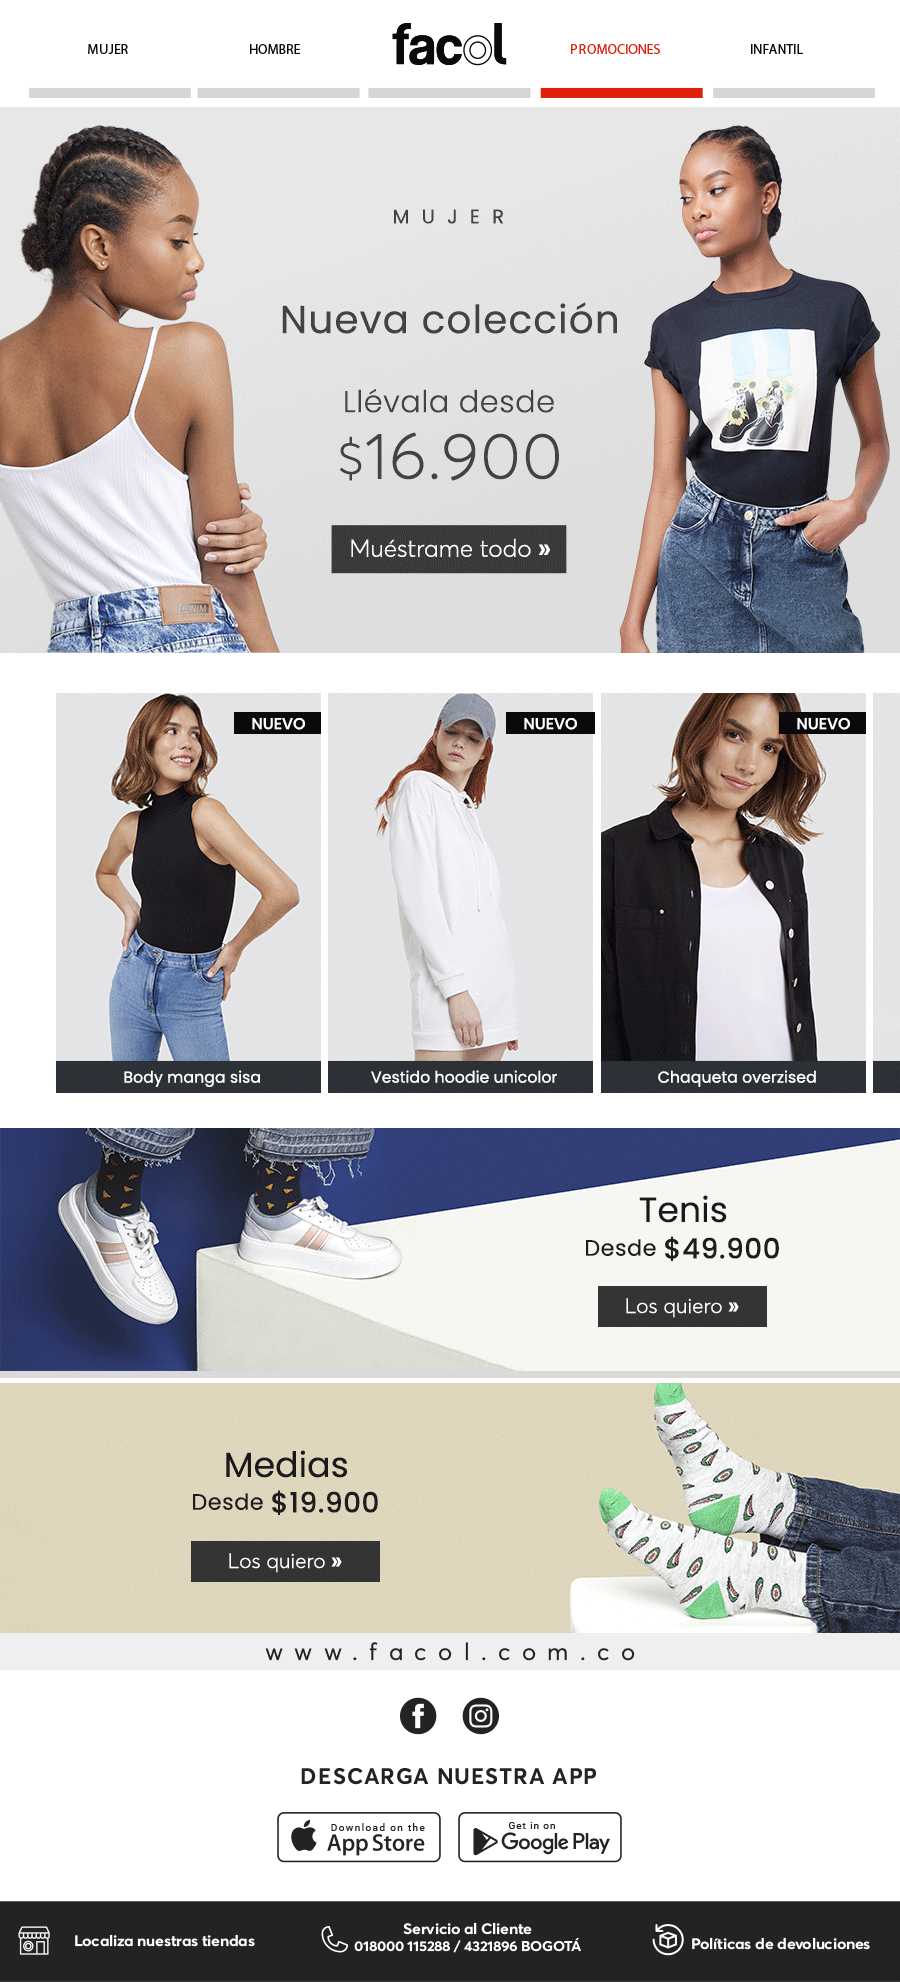 MUJER
HOMBRE
facol
PROMOCIONES
INFANTIL
MUJER
Nueva colección
Llévala desde
$16.900
Muéstrame todo »
DENIM
NUEVO
NUEVO
NUEVO
Body manga sisa
Vestido hoodie unicolor
Chaqueta overzised
Tenis
Desde $49.900
Los quiero »
Medias
Desde $19.900
Los quiero »
www.facol.com.co
DESCARGA NUESTRA APP
Download on the
App Store
Get in on
Google Play
Localiza nuestras tiendas
Servicio al Cliente
018000 115288 / 4321896 BOGOTÁ
Políticas de devoluciones